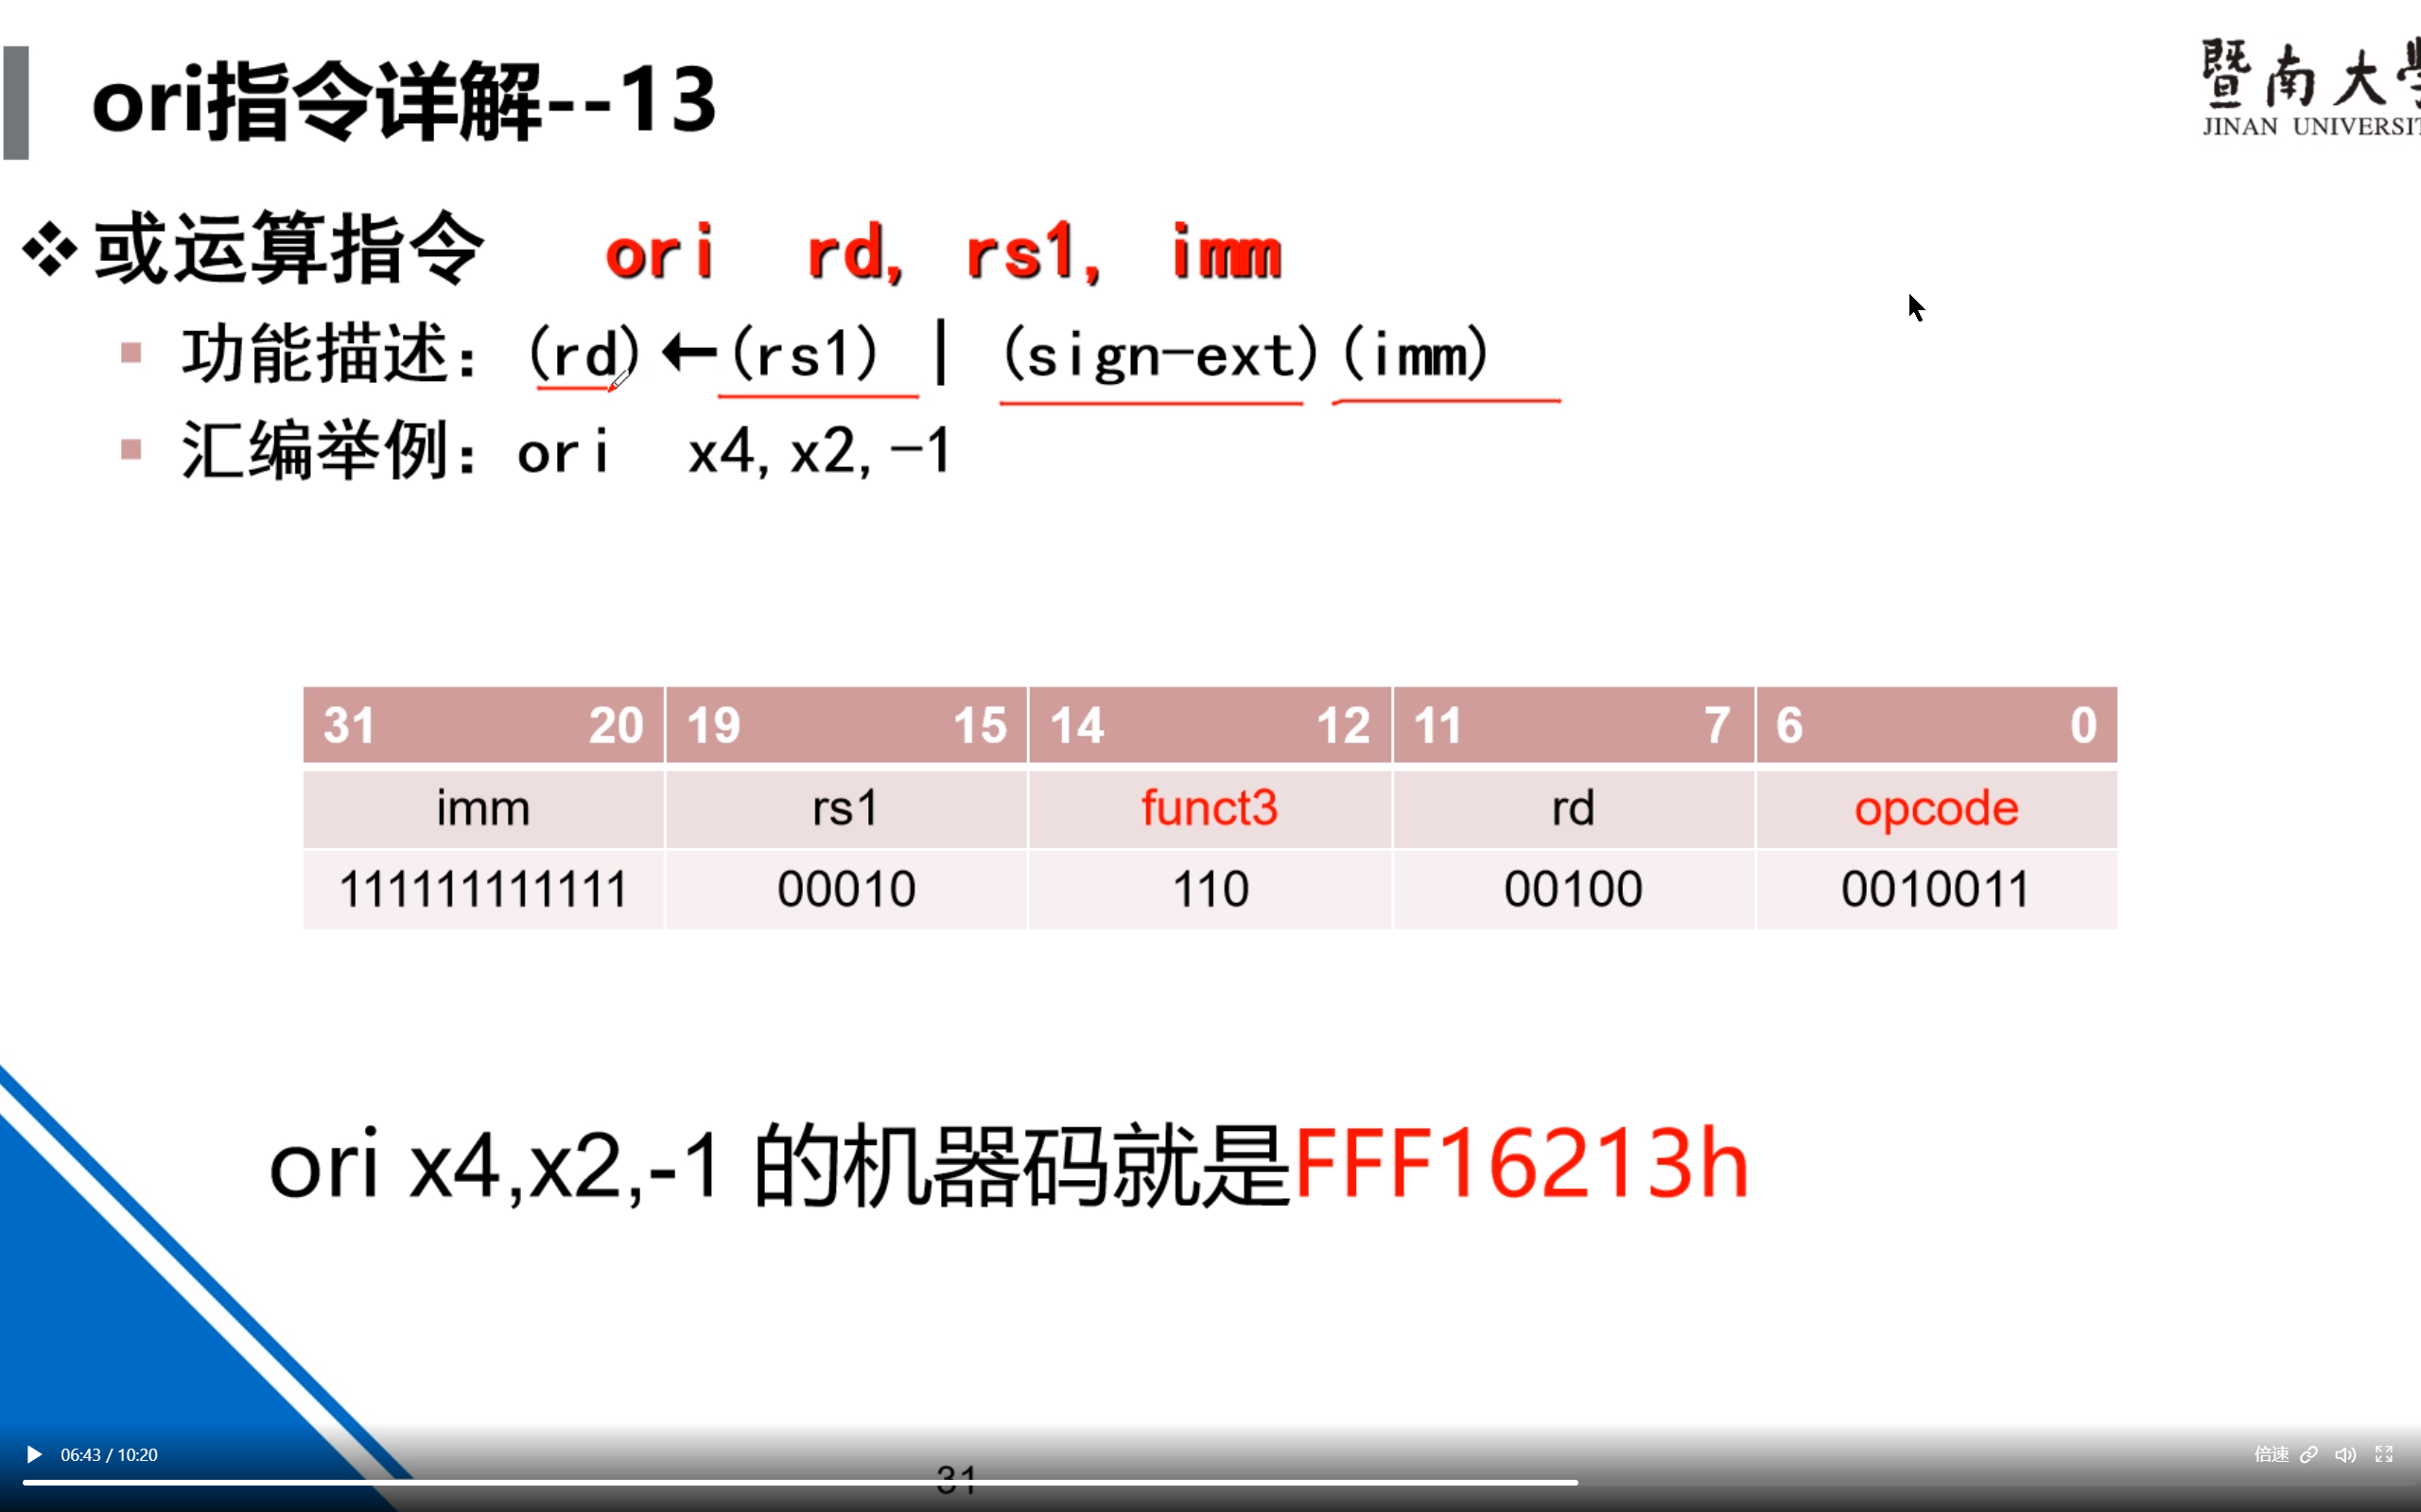 ori指令详解--13
暨南大學
JINAN UNIVERSIT
❖或运算指令 ori rd, rs1, imm
▪ 功能描述: (rd)←(rs1) | (sign-ext)(imm)
▪ 汇编举例: ori x4, x2, -1
31 20 19 15 14 12 11 7 6 0
imm rs1 funct3 rd opcode
111111111111 00010 110 00100 0010011
ori x4,x2,-1 的机器码就是FFF16213h
06:43 / 10:20 倍速
31